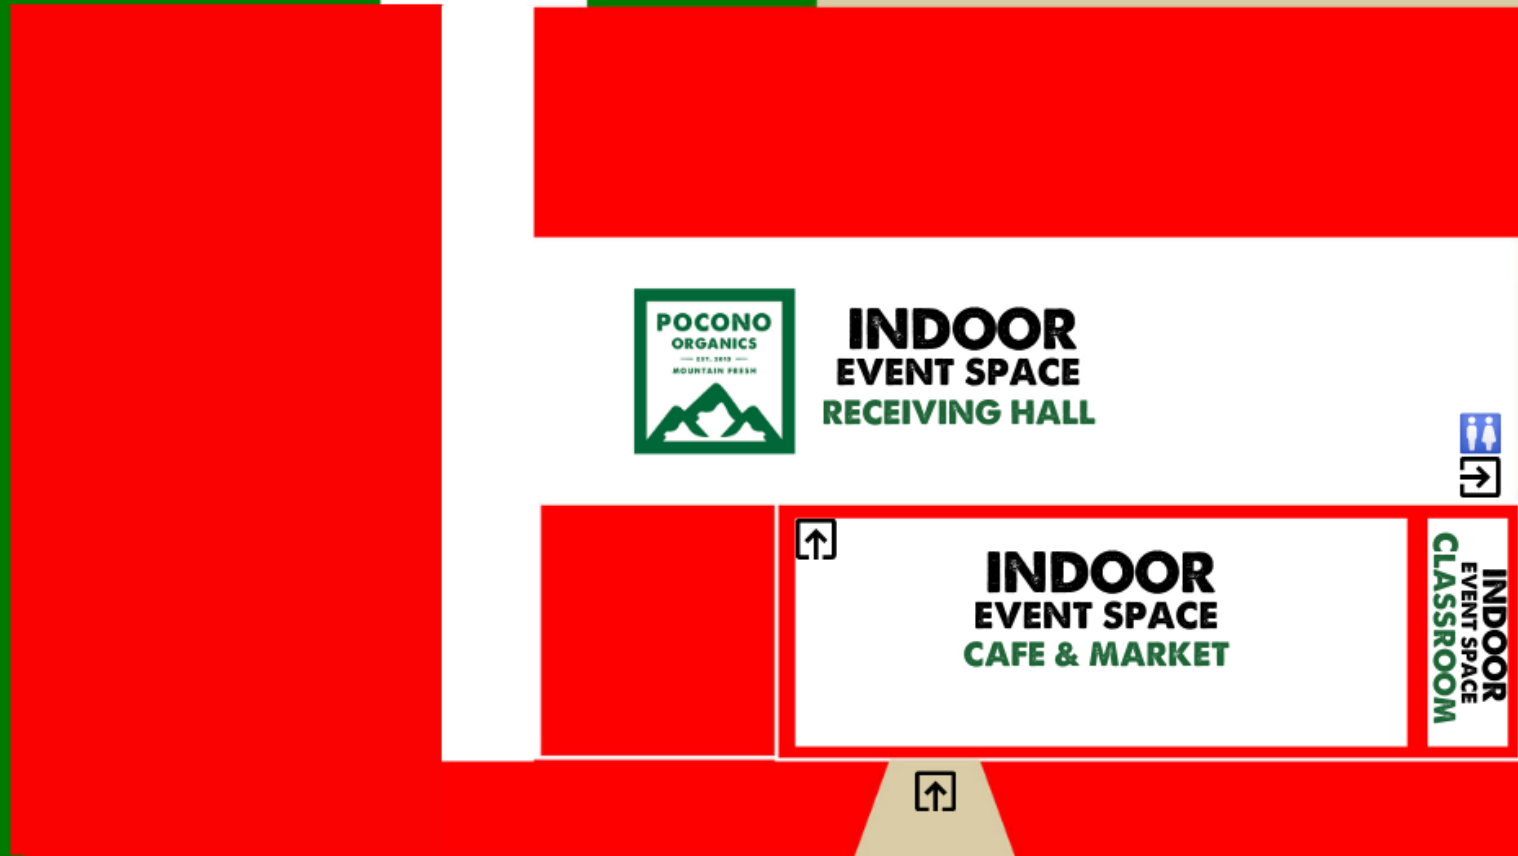 POCONO
ORGANICS
EST. 2019
MOUNTAIN FRESH
INDOOR
EVENT SPACE
RECEIVING HALL
INDOOR
EVENT SPACE
CAFE & MARKET
INDOOR
EVENT SPACE
CLASSROOM